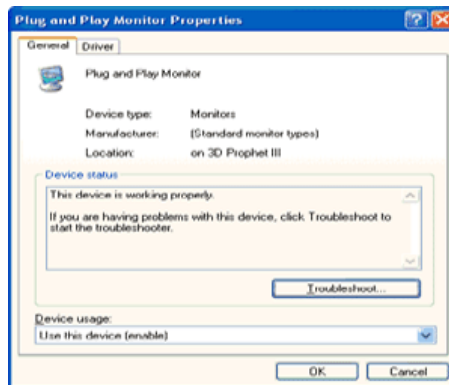 Plug and Play Monitor Properties
General Driver
Plug and Play Monitor
Device type: Monitors
Manufacturer: (Standard monitor types)
Location: on 3D Prophet III
Device status
This device is working properly.
If you are having problems with this device, click Troubleshoot to
start the troubleshooter.
Troubleshoot...
Device usage:
Use this device (enable)
OK Cancel